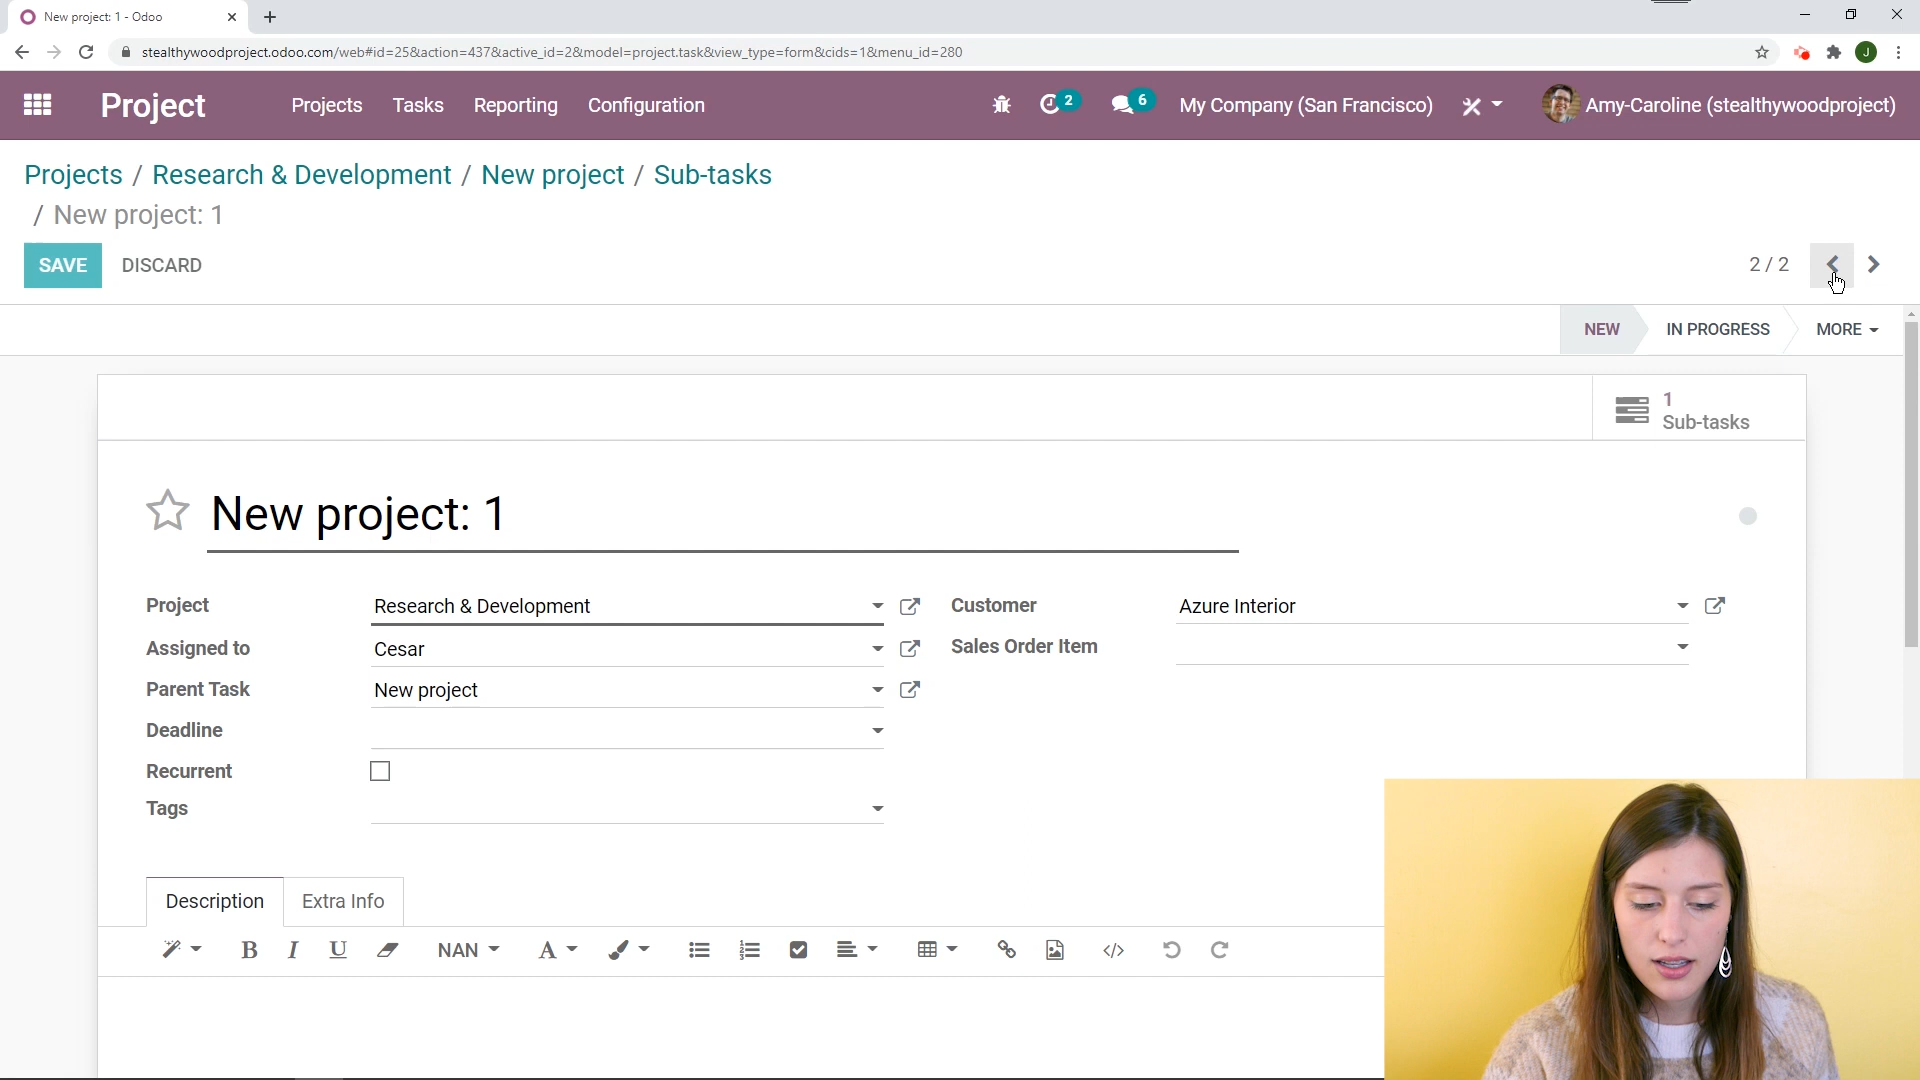 New project: 1 - Odoo
stealthywoodproject.odoo.com/web#id=25&action=437&active_id=2&model=project.task&view_type=form&cids=1&menu_id=280
J
Project Projects Tasks Reporting Configuration 2 6 My Company (San Francisco) Amy-Caroline (stealthywoodproject)
Projects / Research & Development / New project / Sub-tasks
/ New project: 1
SAVE DISCARD 2 / 2
NEW IN PROGRESS MORE
1
Sub-tasks
New project: 1
Project Research & Development Customer Azure Interior
Assigned to Cesar Sales Order Item
Parent Task New project
Deadline
Recurrent
Tags
Description Extra Info
B I U NAN A